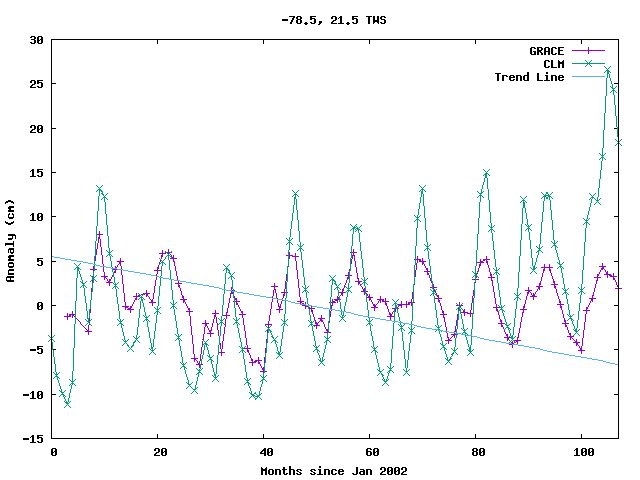 -78.5, 21.5 TWS
GRACE
CLM
Trend Line
30
25
20
15
10
5
0
-5
-10
-15
Anomaly (cm)
0 20 40 60 80 100
Months since Jan 2002